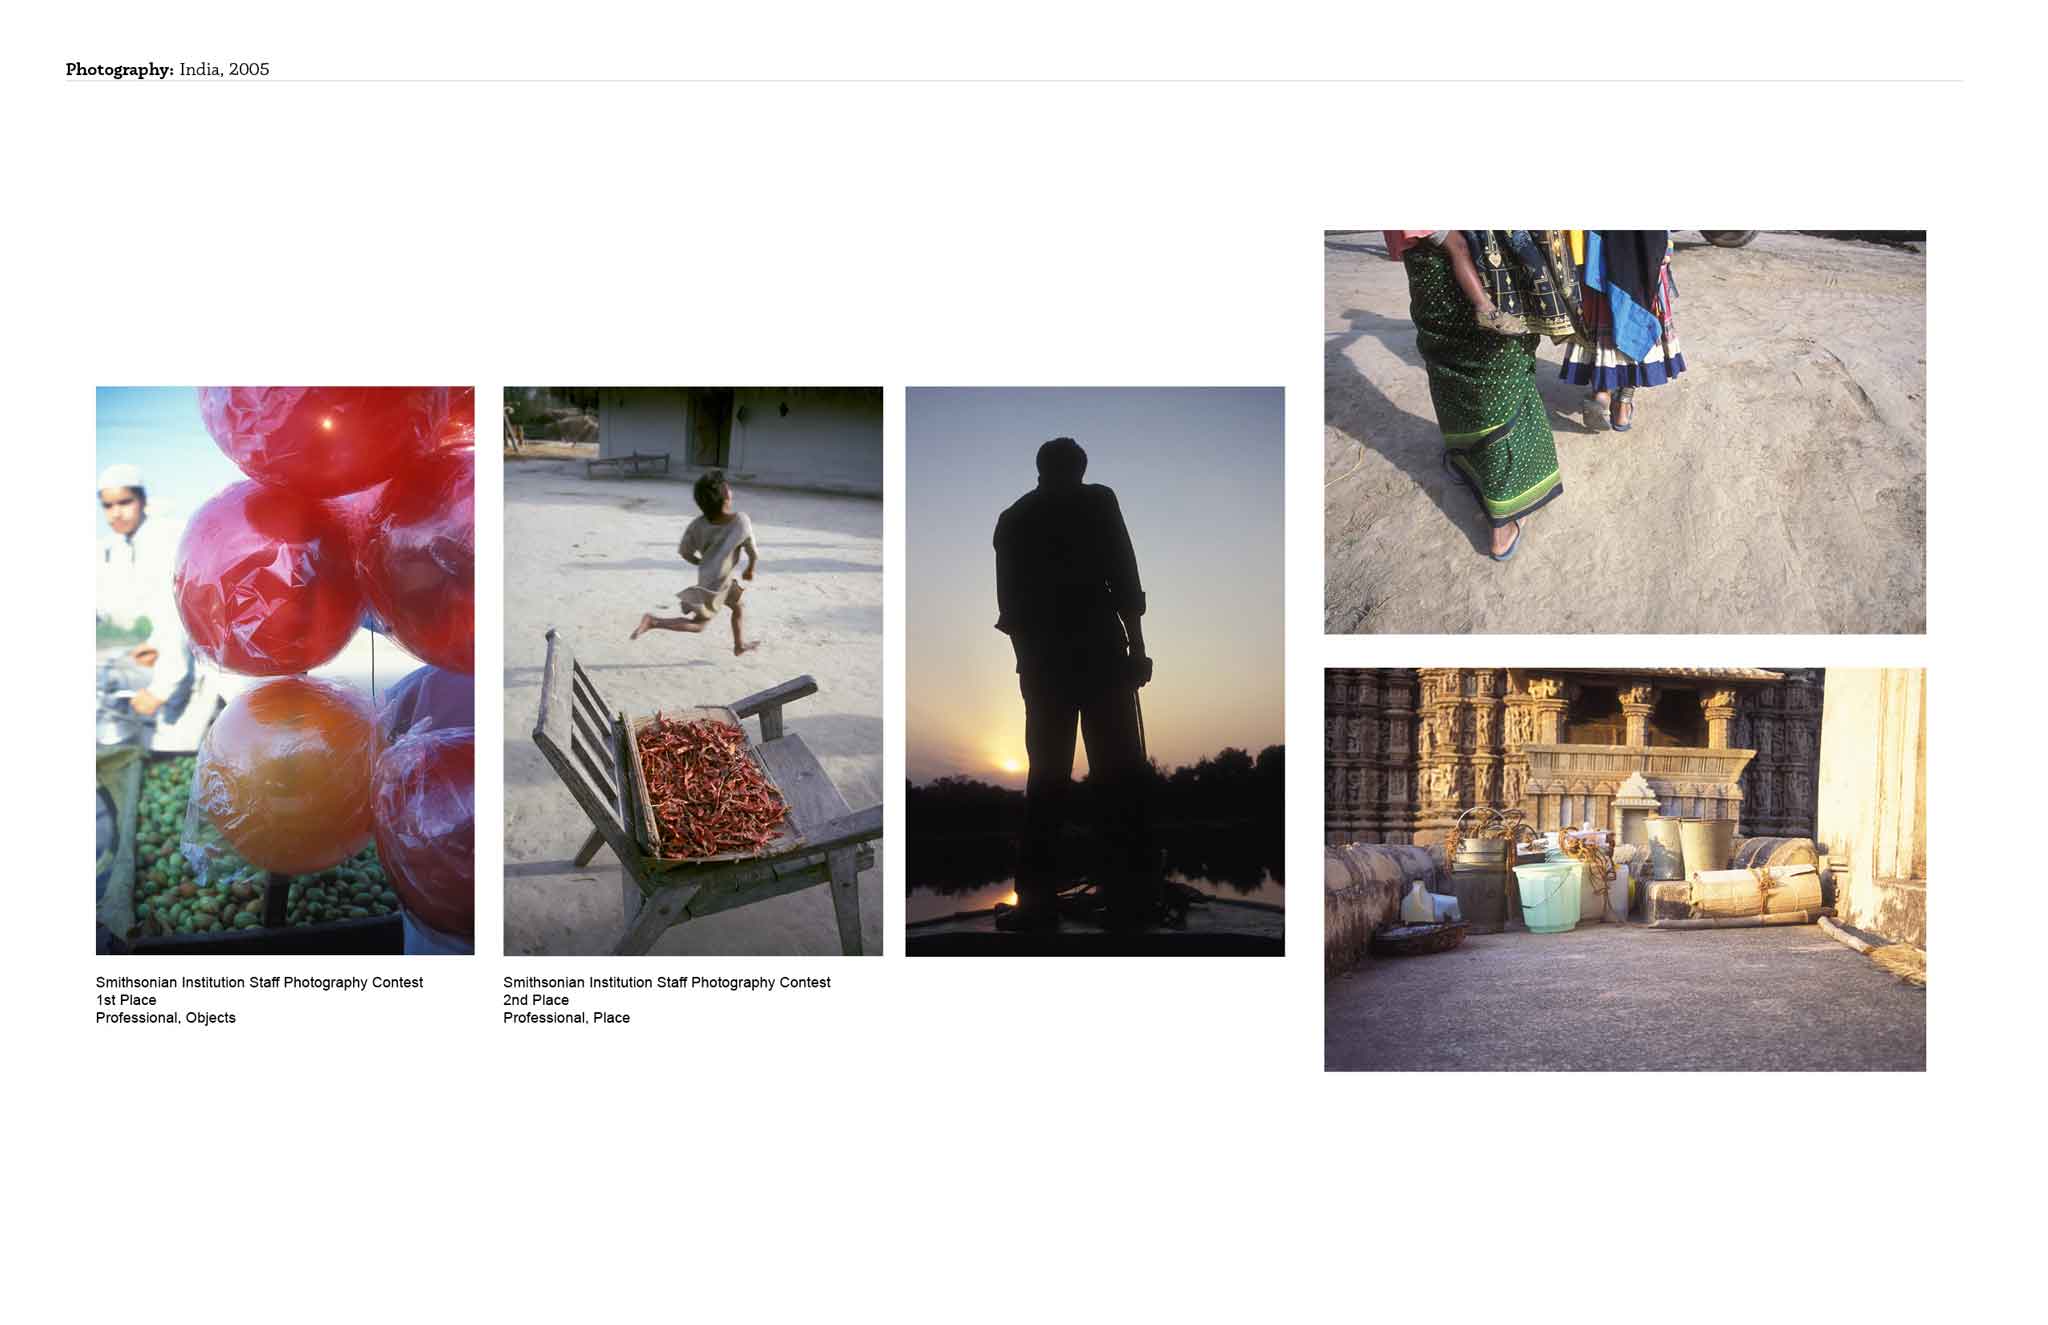 Photography: India, 2005
Smithsonian Institution Staff Photography Contest
1st Place
Professional, Objects
Smithsonian Institution Staff Photography Contest
2nd Place
Professional, Place